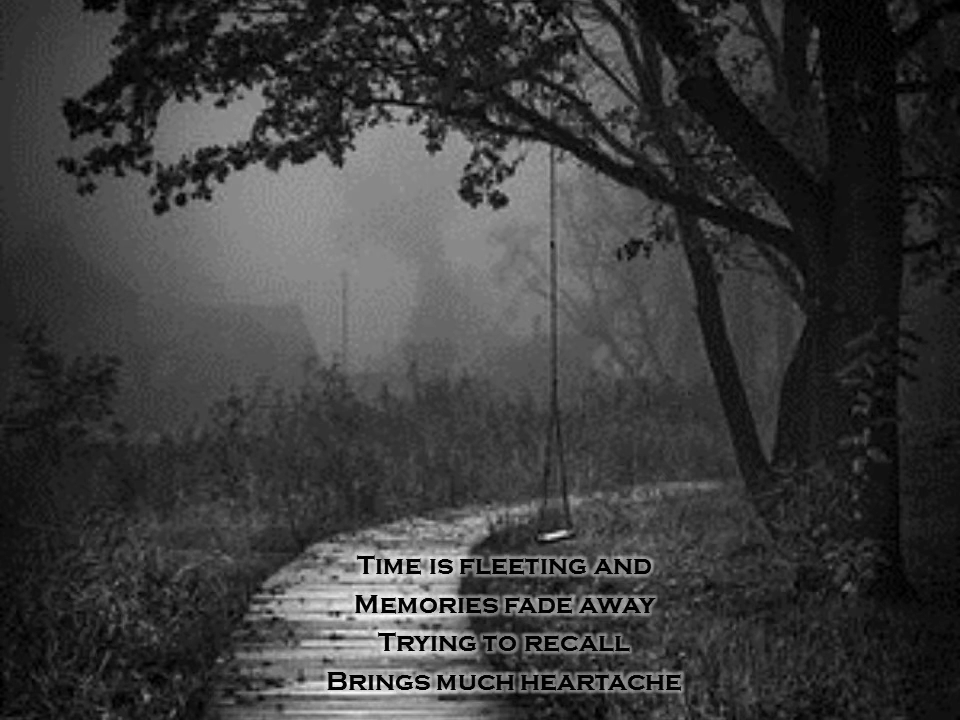 Time is fleeting and
Memories fade away
Trying to recall
Brings much heartache